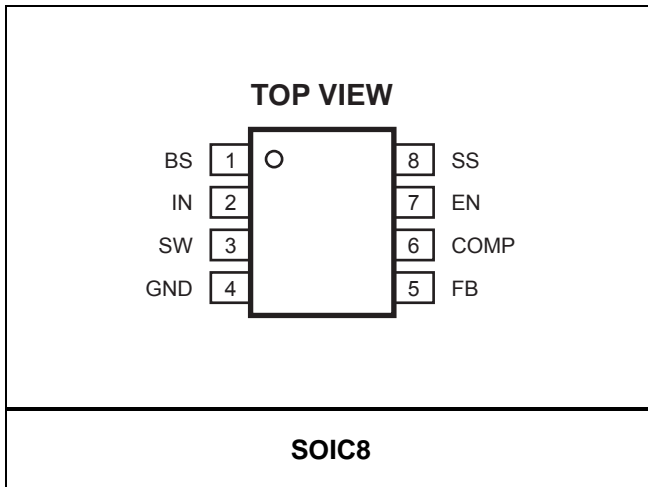 TOP VIEW
BS 1 8 SS
IN 2 7 EN
SW 3 6 COMP
GND 4 5 FB
SOIC8